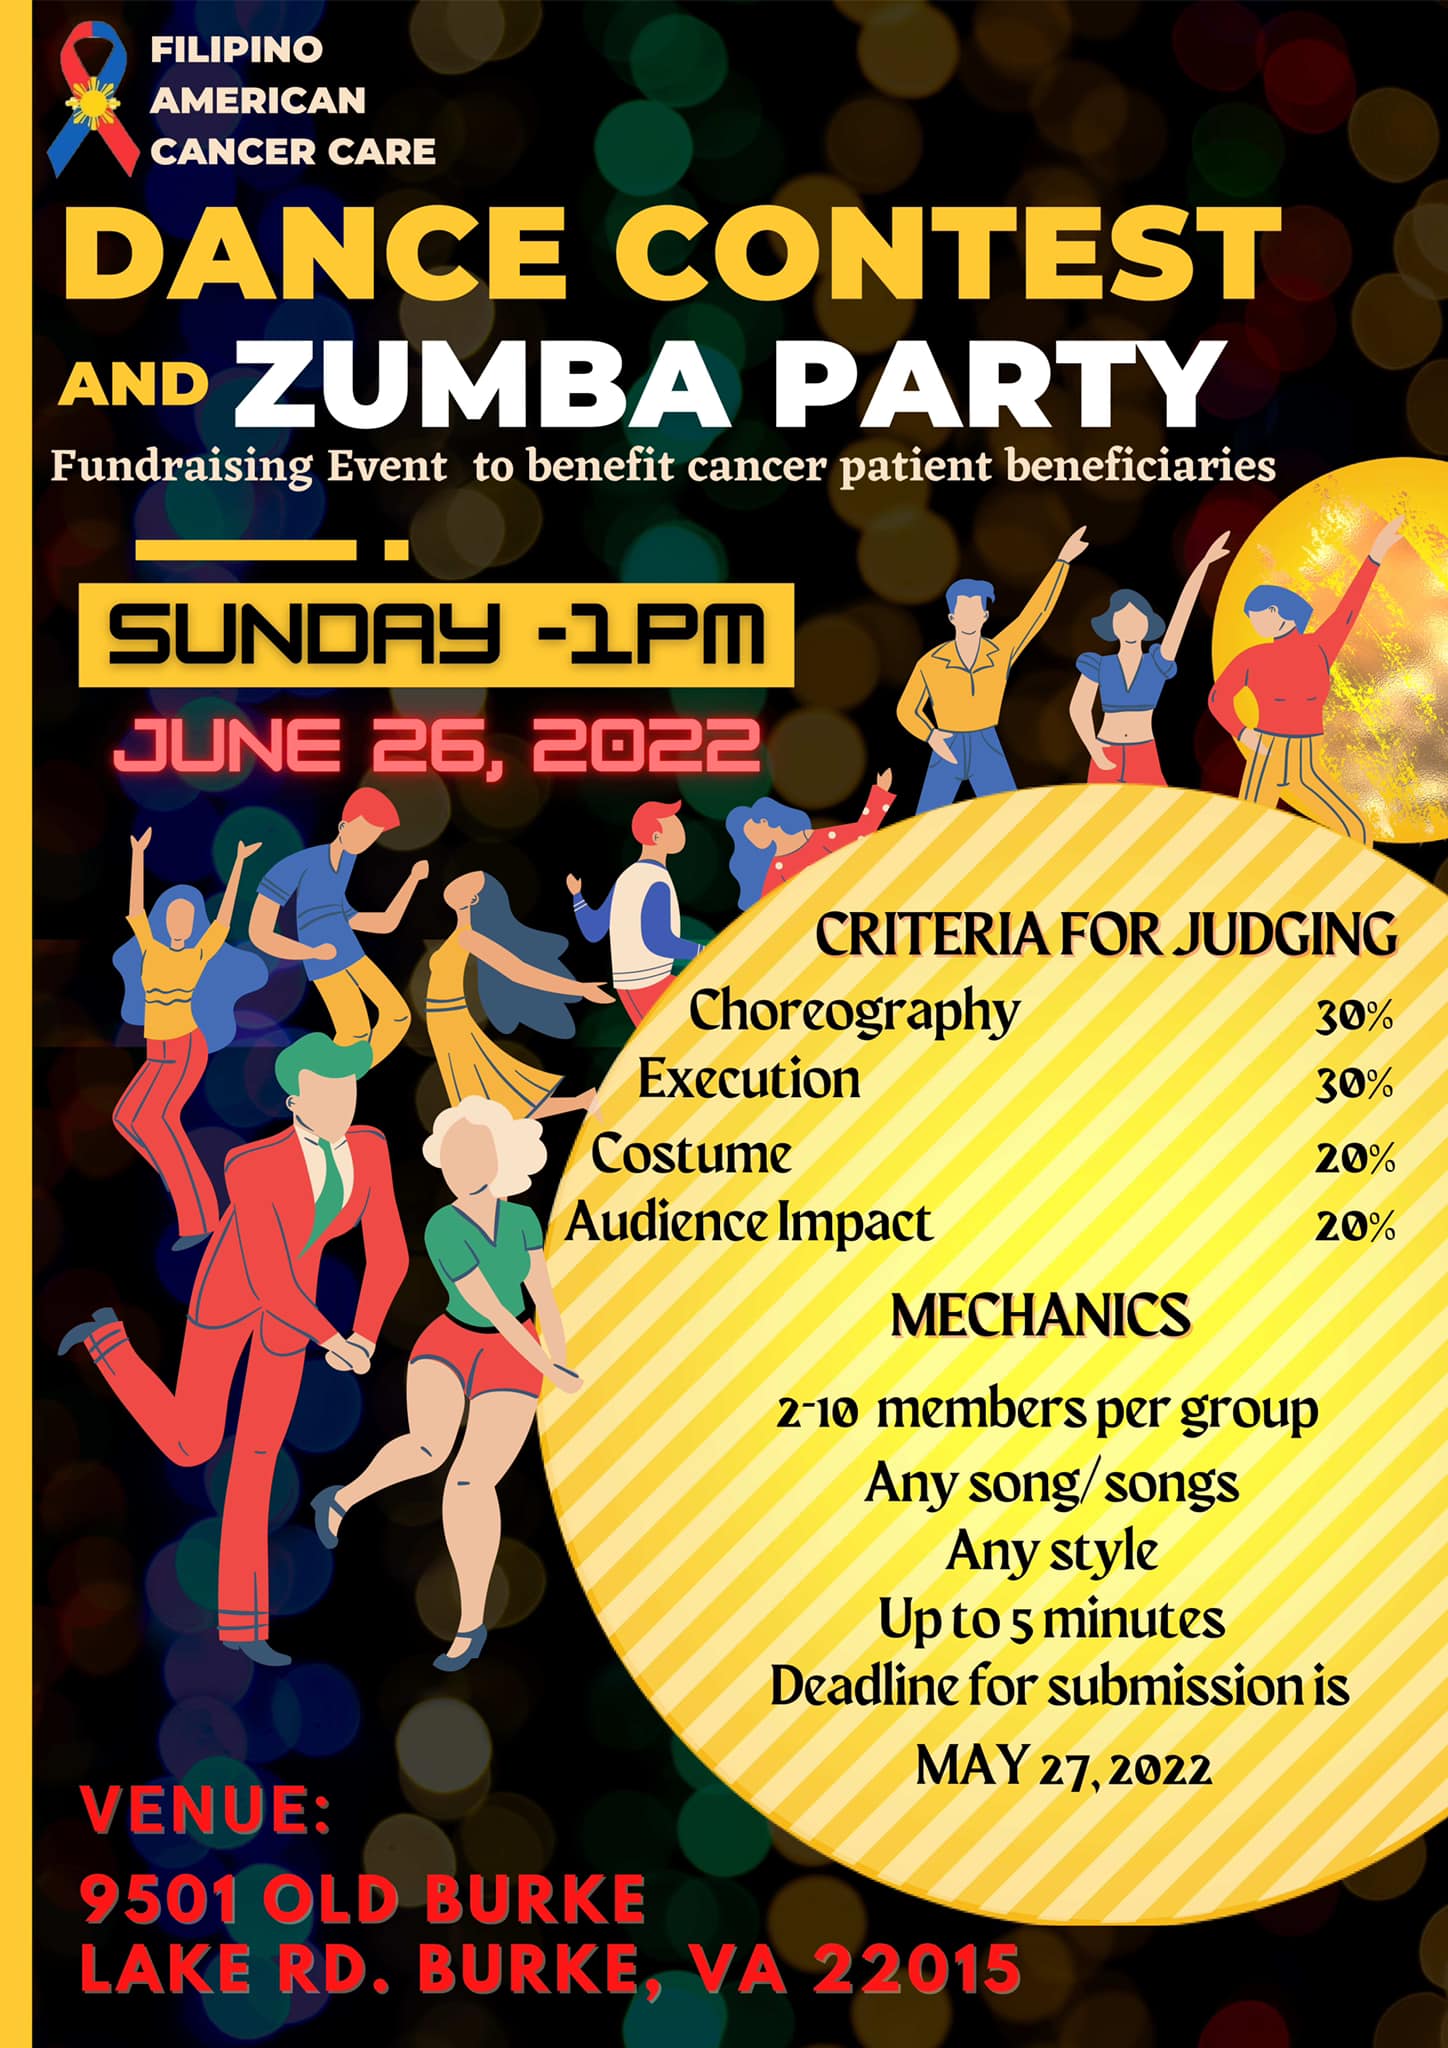 FILIPINO
AMERICAN
CANCER CARE
DANCE CONTEST
AND ZUMBA PARTY
Fundraising Event to benefit cancer patient beneficiaries
SUNDAY -1PM
JUNE 26, 2022
CRITERIA FOR JUDGING
Choreography 30%
Execution 30%
Costume 20%
Audience Impact 20%
MECHANICS
2-10 members per group
Any song/songs
Any style
Up to 5 minutes
Deadline for submission is
MAY 27, 2022
VENUE:
9501 OLD BURKE
LAKE RD. BURKE, VA 22015